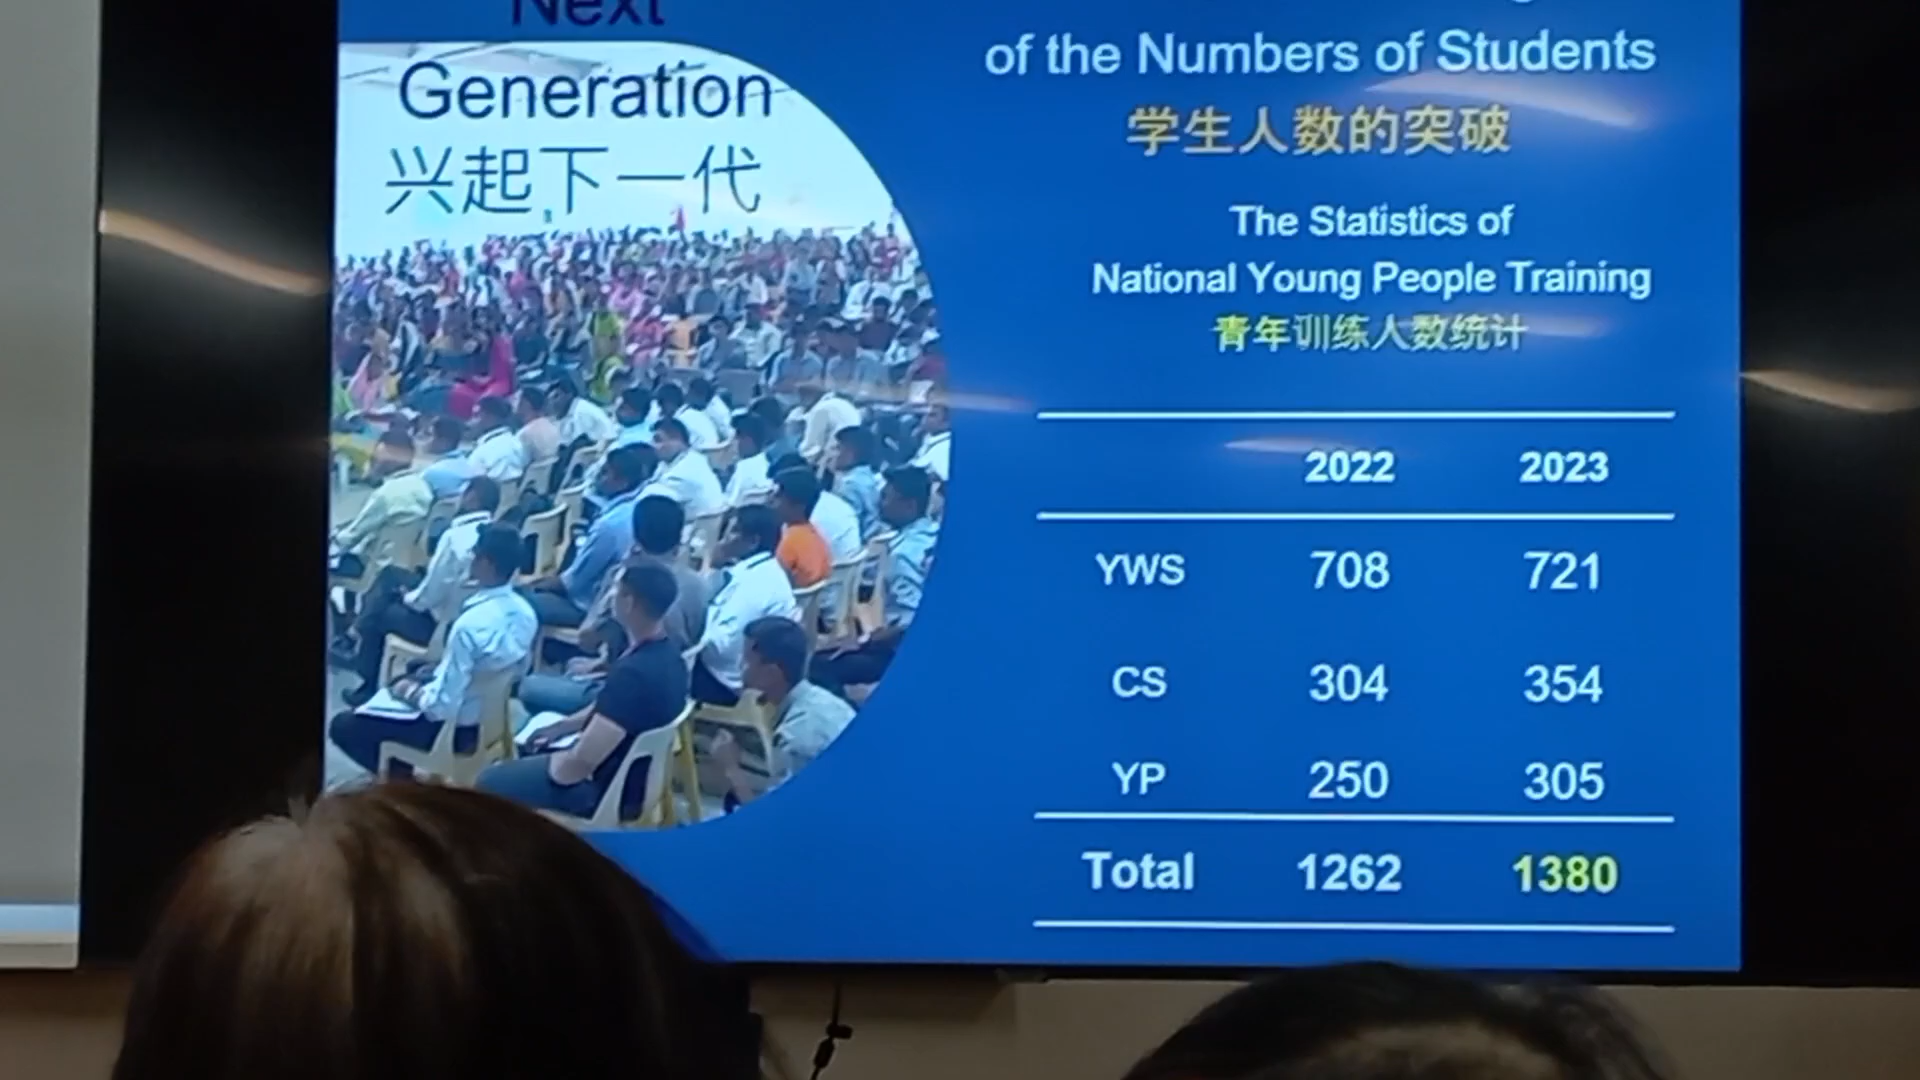 Next
Generation
兴起下一代
of the Numbers of Students
学生人数的突破
The Statistics of
National Young People Training
青年训练人数统计
2022 2023
YWS 708 721
CS 304 354
YP 250 305
Total 1262 1380